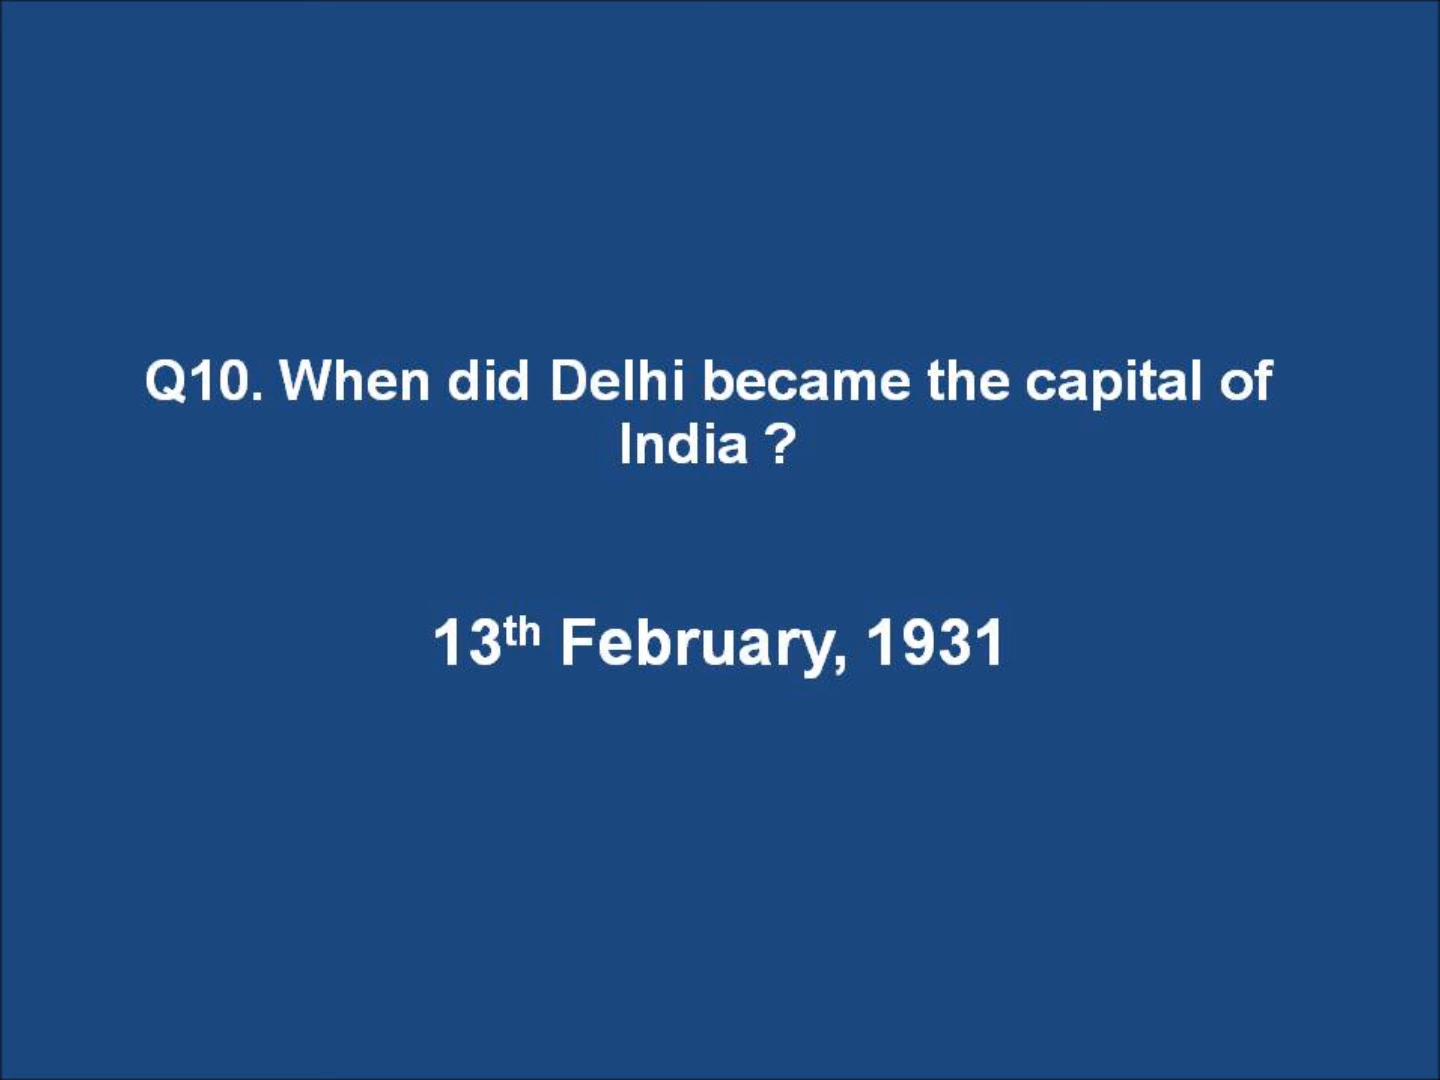 Q10. When did Delhi became the capital of
India ?
13th February, 1931